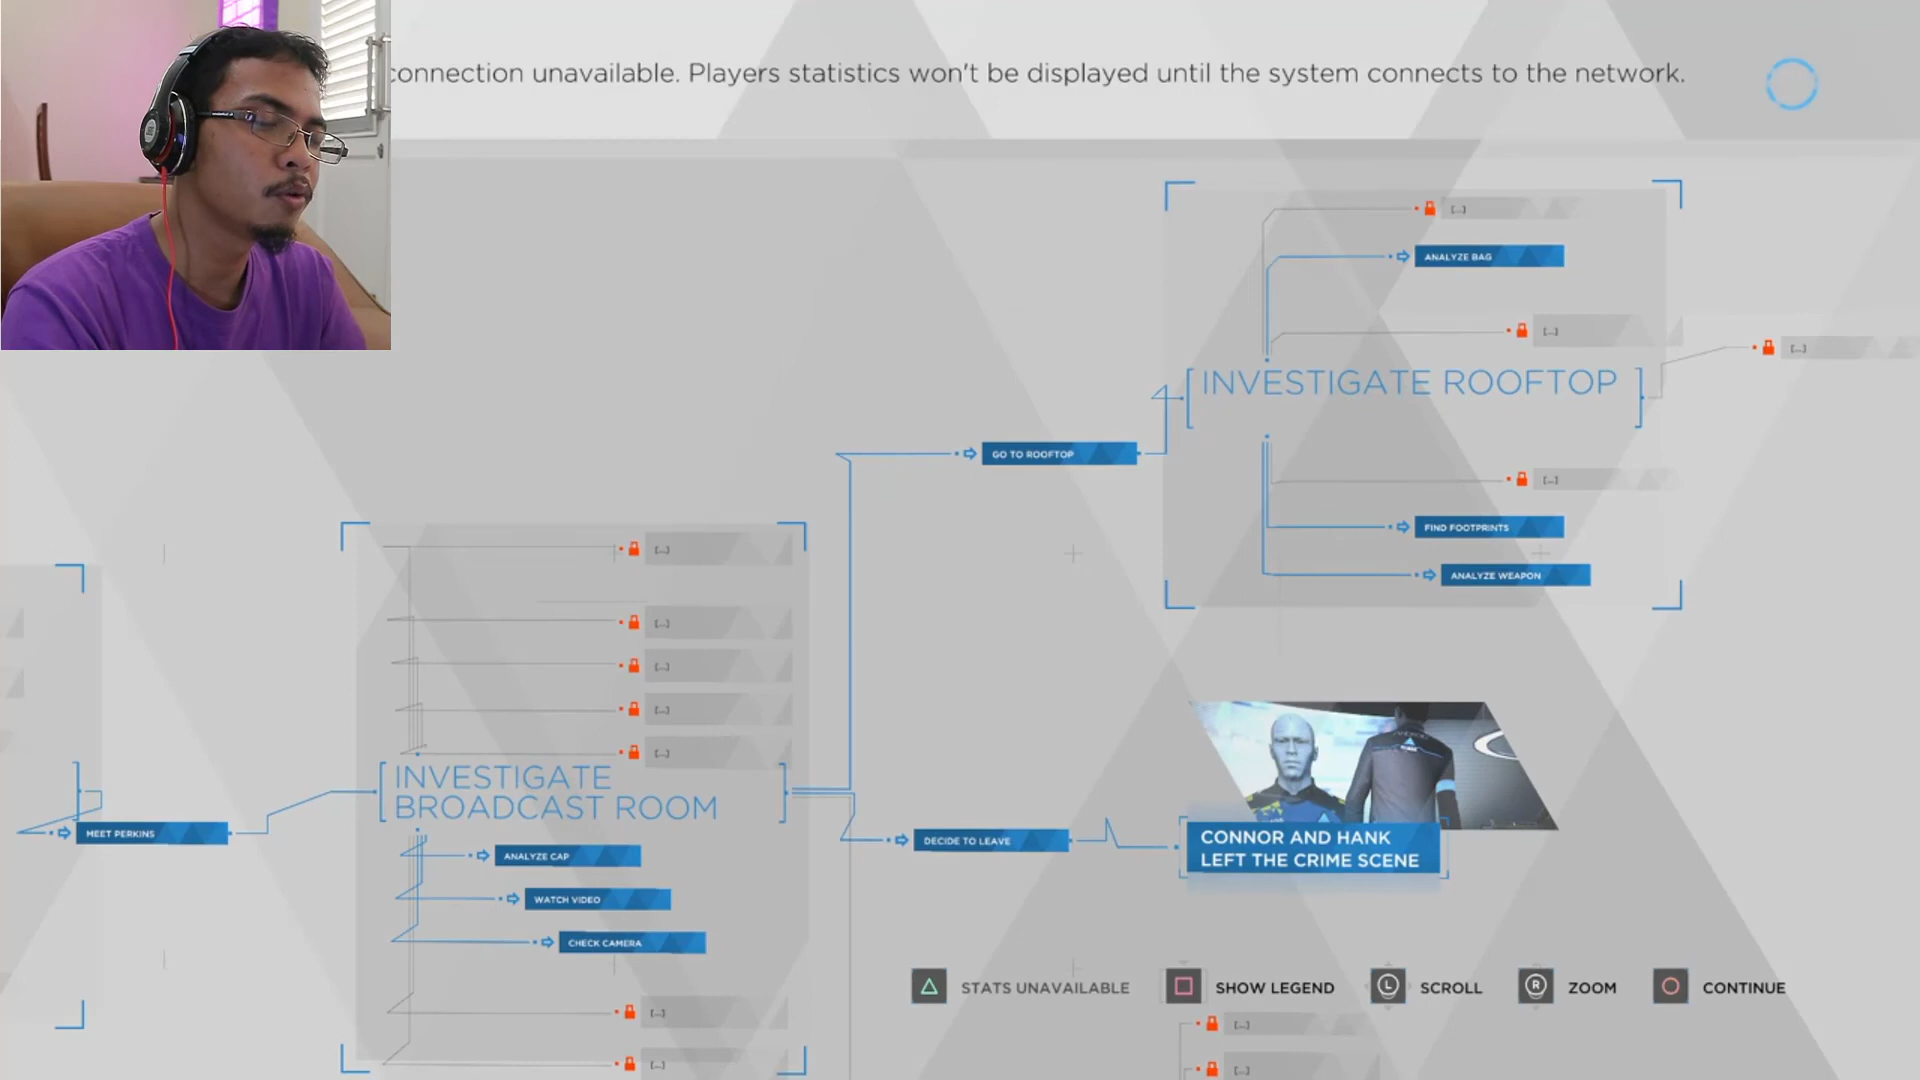 connection unavailable. Players statistics won't be displayed until the system connects to the network.
[...]
ANALYZE BAG
[...]
[...]
INVESTIGATE ROOFTOP
GO TO ROOFTOP
[...]
FIND FOOTPRINTS
ANALYZE WEAPON
[...]
[...]
[...]
[...]
[...]
INVESTIGATE
BROADCAST ROOM
MEET PERKINS
ANALYZE CAP
WATCH VIDEO
CHECK CAMERA
[...]
[...]
DECIDE TO LEAVE
CONNOR AND HANK
LEFT THE CRIME SCENE
STATS UNAVAILABLE
SHOW LEGEND
L
SCROLL
R
ZOOM
CONTINUE
[...]
[...]